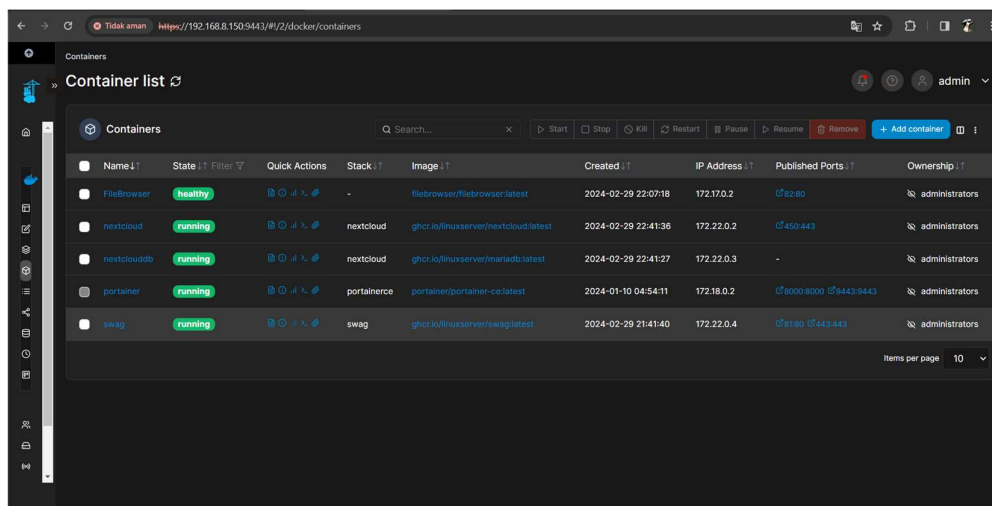 Tidak aman https://192.168.8.150:9443/#!/2/docker/containers
Containers
Container list
admin
Containers Search... Start Stop Kill Restart Pause Resume Remove + Add container
Name State Filter Quick Actions Stack Image Created IP Address Published Ports Ownership
FileBrowser healthy - filebrowser/filebrowser:latest 2024-02-29 22:07:18 172.17.0.2 82:80 administrators
nextcloud running nextcloud ghcr.io/linuxserver/nextcloud:latest 2024-02-29 22:41:36 172.22.0.2 450:443 administrators
nextclouddb running nextcloud ghcr.io/linuxserver/mariadb:latest 2024-02-29 22:41:27 172.22.0.3 - administrators
portainer running portainerce portainer/portainer-ce:latest 2024-01-10 04:54:11 172.18.0.2 8000:8000 9443:9443 administrators
swag running swag ghcr.io/linuxserver/swag:latest 2024-02-29 21:41:40 172.22.0.4 81:80 443:443 administrators
Items per page 10